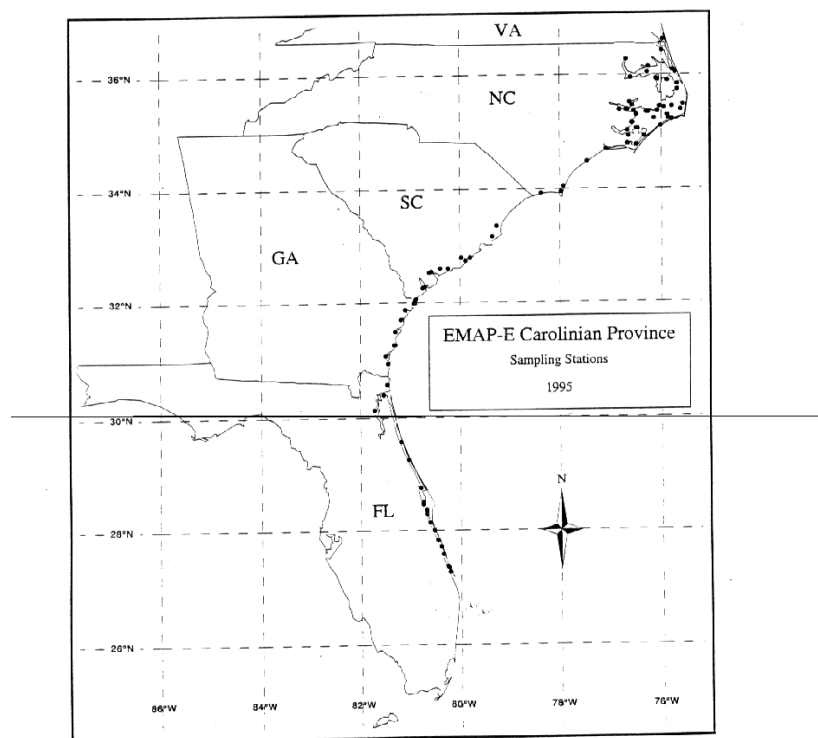 VA
36°N
NC
34°N
SC
GA
32°N
EMAP-E Carolinian Province
Sampling Stations
1995
30°N
N
FL
28°N
26°N
86°W
84°W
82°W
80°W
78°W
76°W